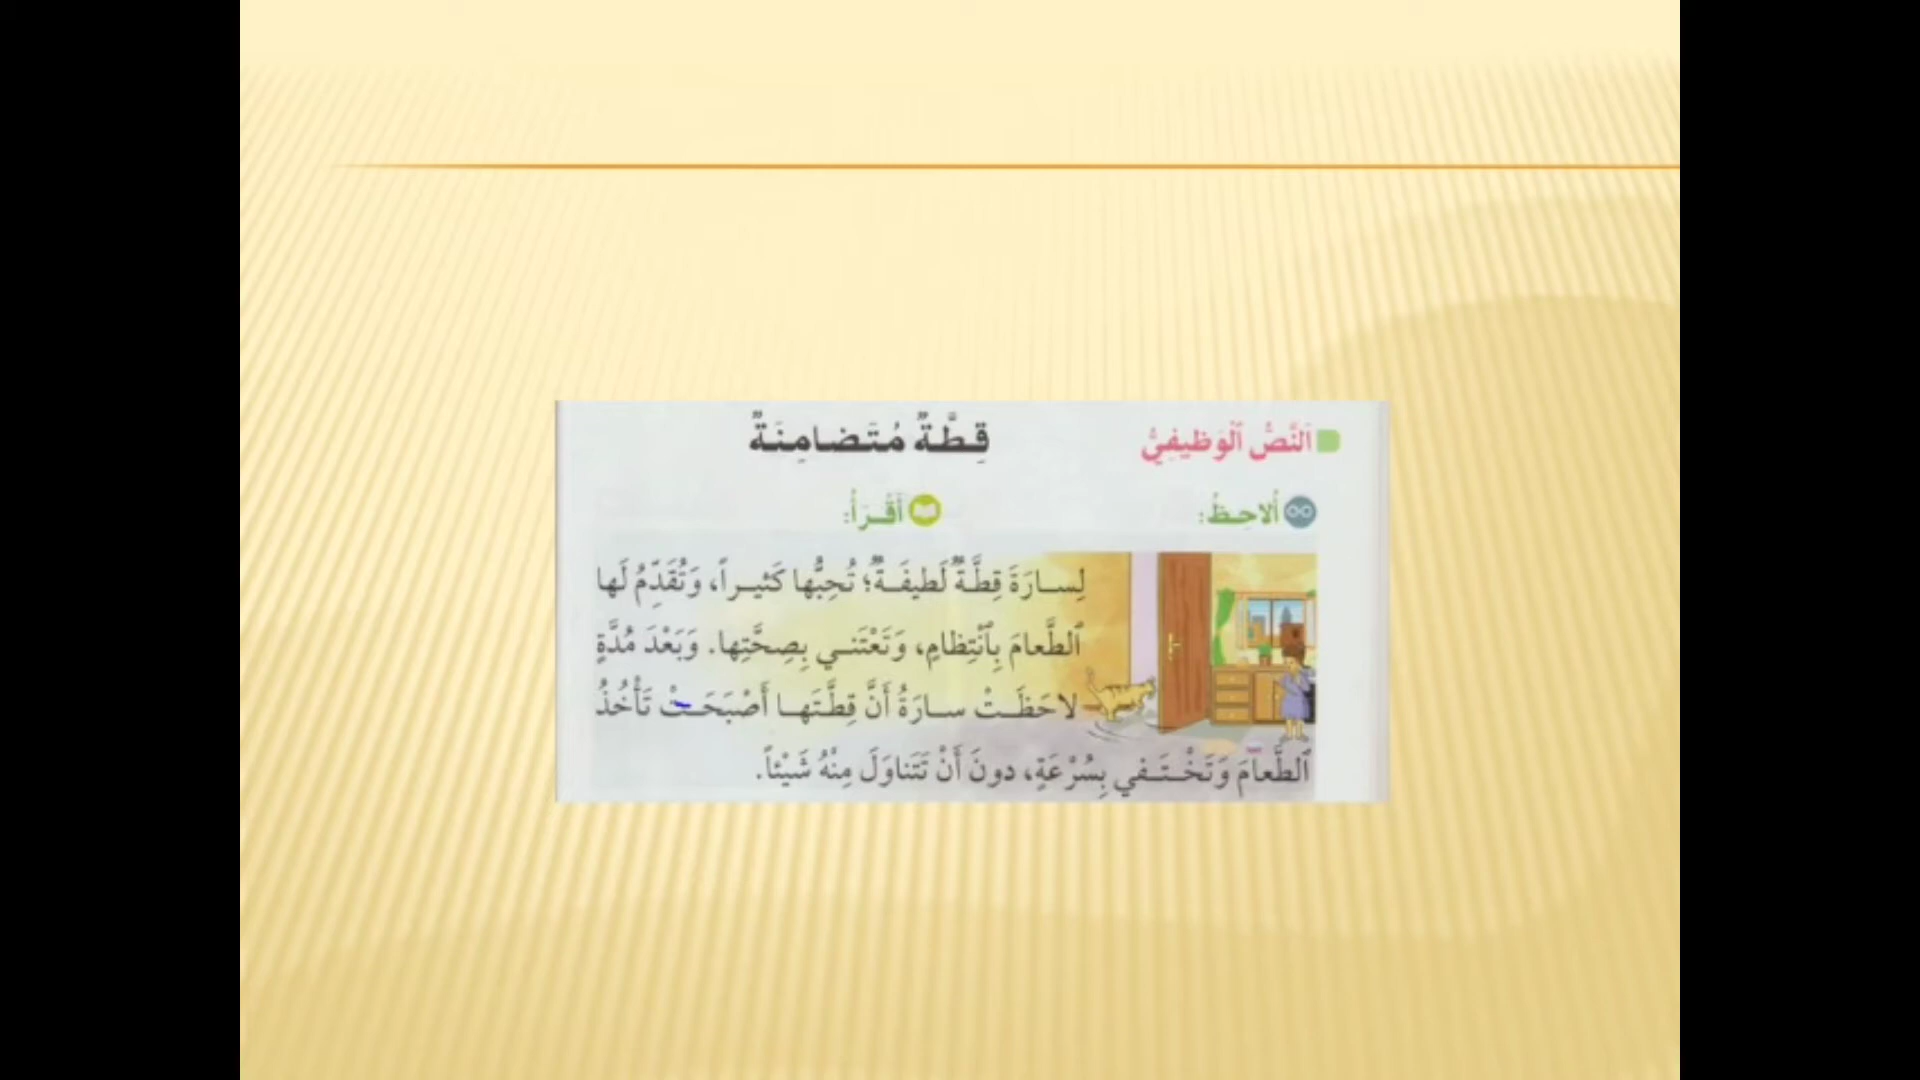 اَلنَّصُّ ٱلْوَظيفِيُّ
قِطَّةٌ مُتَضامِنَةٌ
أُلاحِظُ:
أَقْرَأُ:
لِسارَةَ قِطَّةٌ لَطيفَةٌ؛ تُحِبُّها كَثيراً، وَتُقَدِّمُ لَها
ٱلطَّعامَ بِٱنْتِظامٍ، وَتَعْتَني بِصِحَّتِها. وَبَعْدَ مُدَّةٍ
لاحَظَتْ سارَةُ أَنَّ قِطَّتَها أَصْبَحَتْ تَأْخُذُ
ٱلطَّعامَ وَتَخْتَفي بِسُرْعَةٍ، دونَ أَنْ تَتَناوَلَ مِنْهُ شَيْئاً.